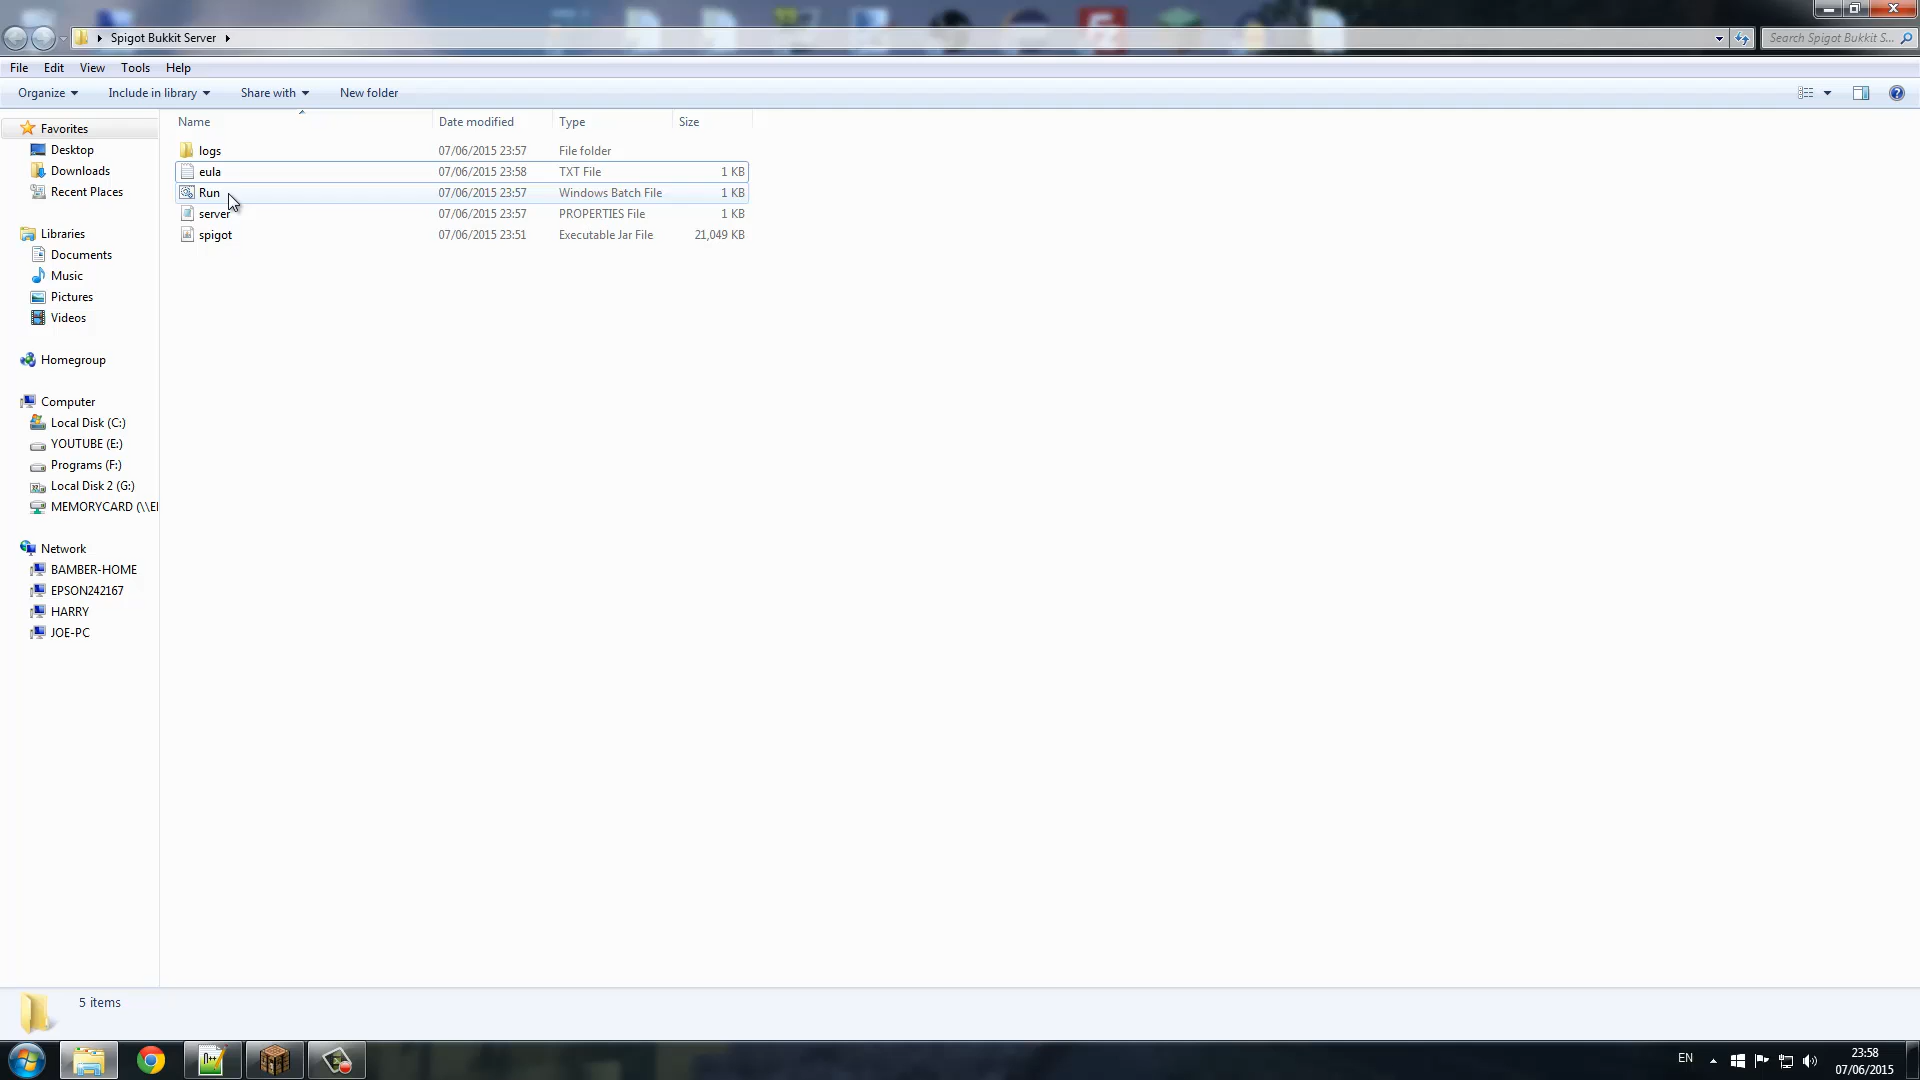 Spigot Bukkit Server
Search Spigot Bukkit S...
File Edit View Tools Help
Organize Include in library Share with New folder
Name Date modified Type Size
logs 07/06/2015 23:57 File folder
eula 07/06/2015 23:58 TXT File 1 KB
Run 07/06/2015 23:57 Windows Batch File 1 KB
server 07/06/2015 23:57 PROPERTIES File 1 KB
spigot 07/06/2015 23:51 Executable Jar File 21,049 KB
Favorites
Desktop
Downloads
Recent Places
Libraries
Documents
Music
Pictures
Videos
Homegroup
Computer
Local Disk (C:)
YOUTUBE (E:)
Programs (F:)
Local Disk 2 (G:)
MEMORYCARD (\\EI
Network
BAMBER-HOME
EPSON242167
HARRY
JOE-PC
5 items
EN
23:58
07/06/2015